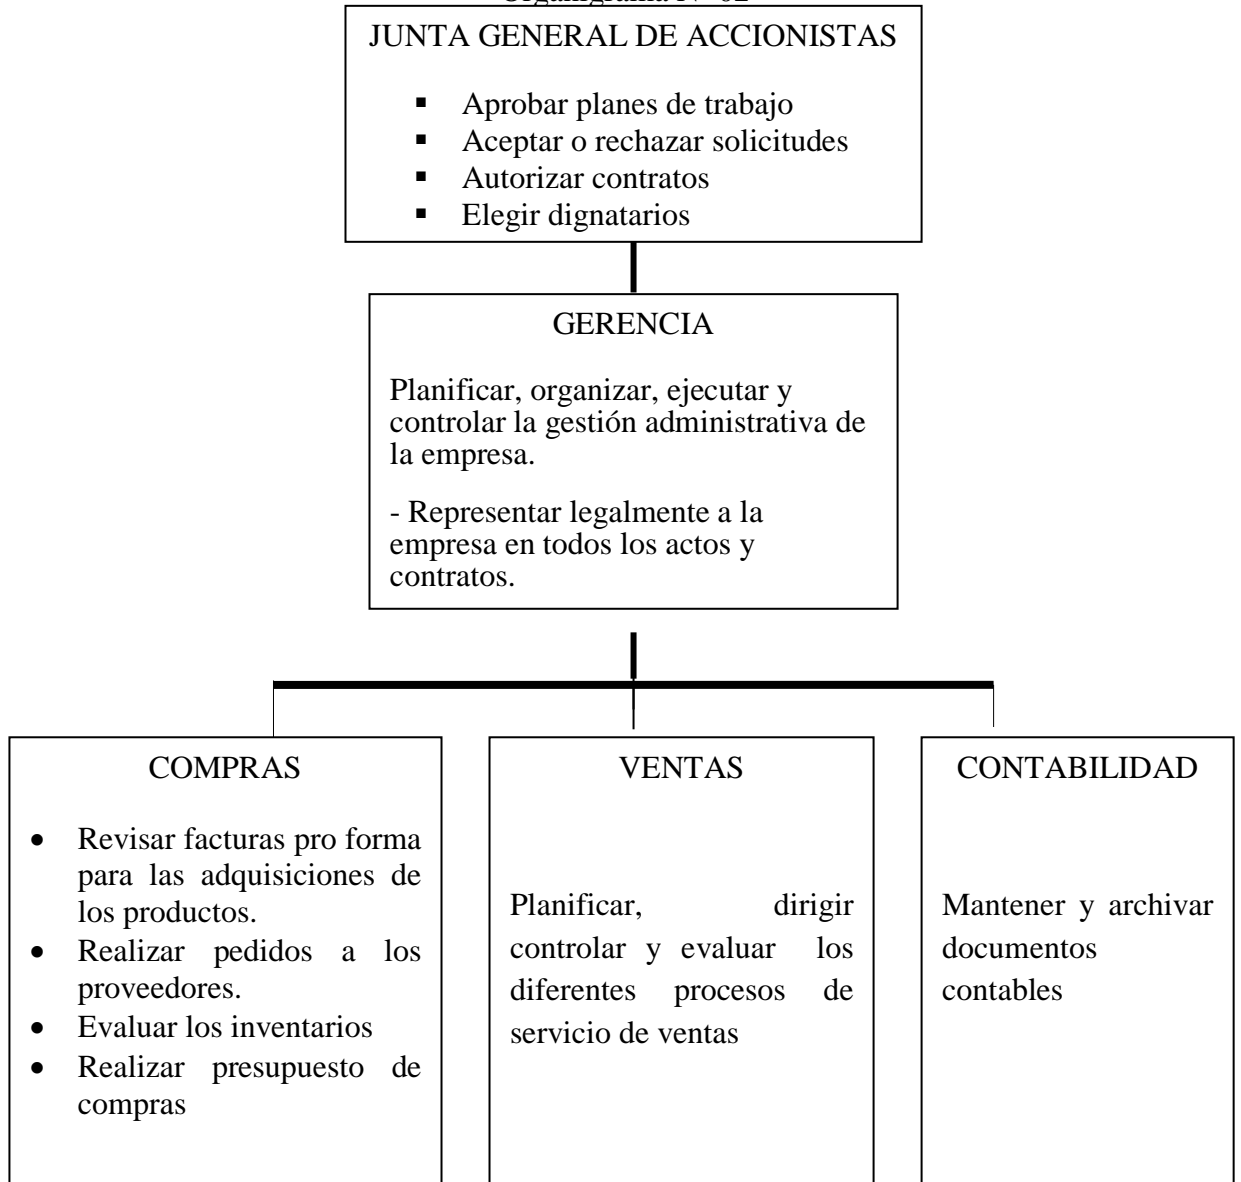 JUNTA GENERAL DE ACCIONISTAS
▪ Aprobar planes de trabajo
▪ Aceptar o rechazar solicitudes
▪ Autorizar contratos
▪ Elegir dignatarios
GERENCIA
Planificar, organizar, ejecutar y
controlar la gestión administrativa de
la empresa.
- Representar legalmente a la
empresa en todos los actos y
contratos.
COMPRAS
• Revisar facturas pro forma
para las adquisiciones de
los productos.
• Realizar pedidos a los
proveedores.
• Evaluar los inventarios
• Realizar presupuesto de
compras
VENTAS
Planificar, dirigir
controlar y evaluar los
diferentes procesos de
servicio de ventas
CONTABILIDAD
Mantener y archivar
documentos
contables